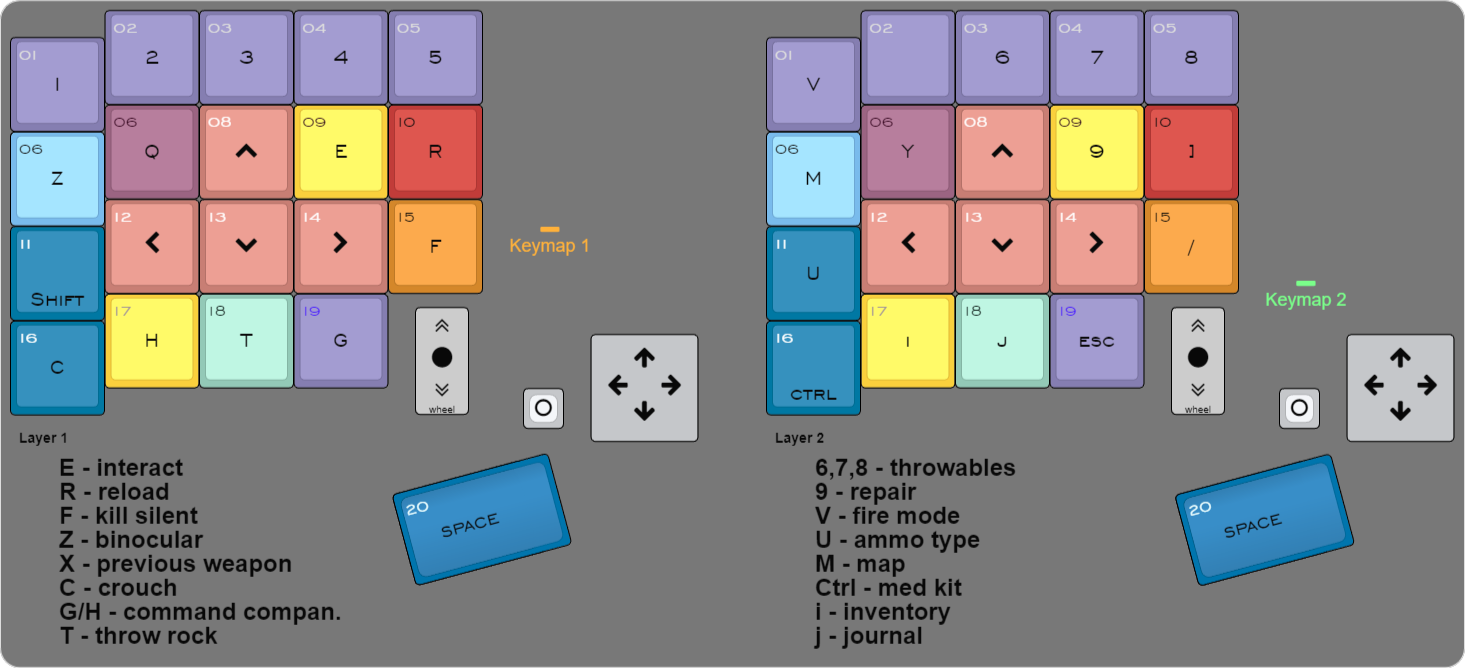 01 I
02 2
03 3
04 4
05 5
06 Z
06 Q
08
09 E
10 R
11 SHIFT
12
13
14
15 F
16 C
17 H
18 T
19 G
wheel
Keymap 1
Layer 1
E - interact
R - reload
F - kill silent
Z - binocular
X - previous weapon
C - crouch
G/H - command compan.
T - throw rock
20 SPACE
01 V
02
03 6
04 7
05 8
06 M
06 Y
08
09 9
10 ]
11 U
12
13
14
15 /
16 CTRL
17 I
18 J
19 ESC
wheel
Keymap 2
Layer 2
6,7,8 - throwables
9 - repair
V - fire mode
U - ammo type
M - map
Ctrl - med kit
i - inventory
j - journal
20 SPACE